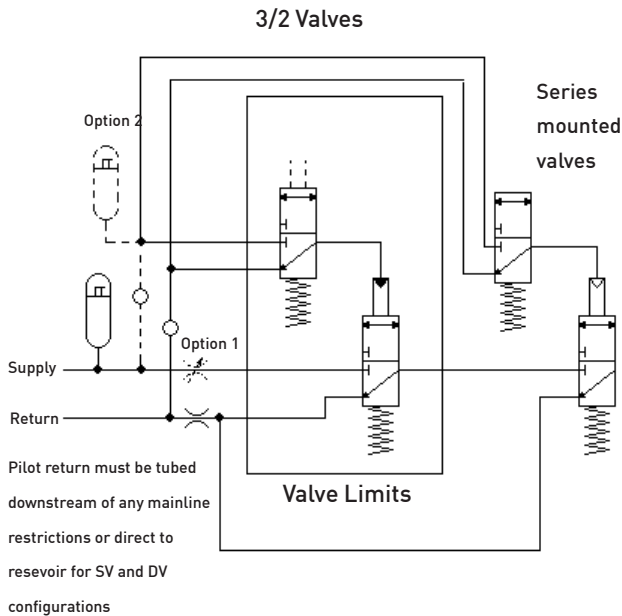 3/2 Valves
Series
mounted
valves
Option 2
Option 1
Supply
Return
Pilot return must be tubed
downstream of any mainline
restrictions or direct to
resevoir for SV and DV
configurations
Valve Limits